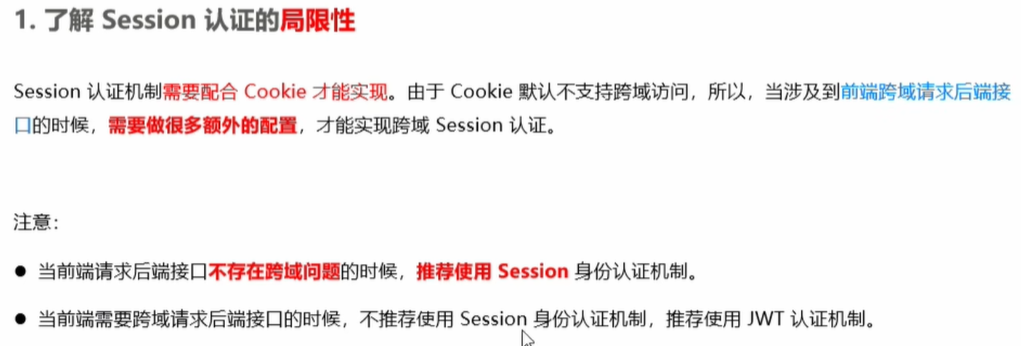 1. 了解 Session 认证的局限性
Session 认证机制需要配合 Cookie 才能实现。由于 Cookie 默认不支持跨域访问，所以，当涉及到前端跨域请求后端接
口的时候，需要做很多额外的配置，才能实现跨域 Session 认证。
注意：
● 当前端请求后端接口不存在跨域问题的时候，推荐使用 Session 身份认证机制。
● 当前端需要跨域请求后端接口的时候，不推荐使用 Session 身份认证机制，推荐使用 JWT 认证机制。